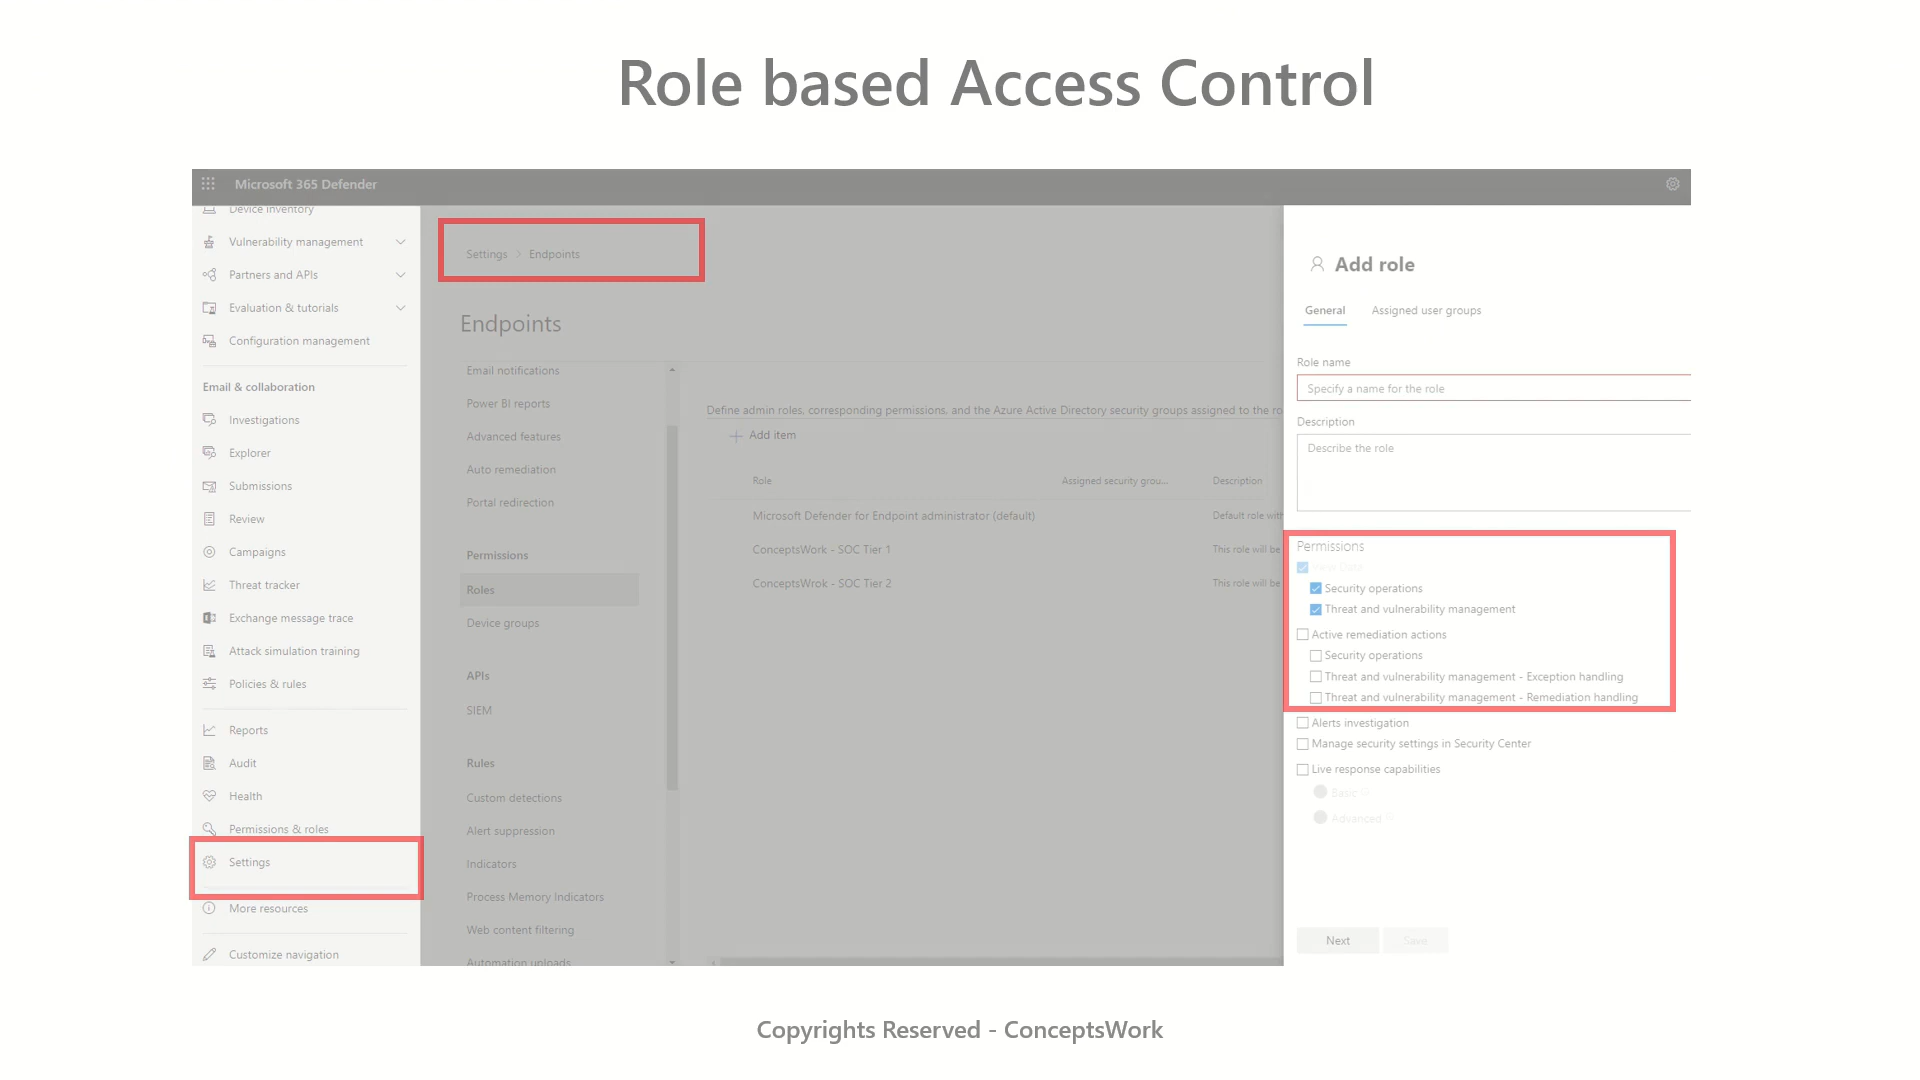 Role based Access Control
Microsoft 365 Defender
Device inventory
Vulnerability management
Partners and APIs
Evaluation & tutorials
Configuration management
Email & collaboration
Investigations
Explorer
Submissions
Review
Campaigns
Threat tracker
Exchange message trace
Attack simulation training
Policies & rules
Reports
Audit
Health
Permissions & roles
Settings
More resources
Customize navigation
Settings > Endpoints
Endpoints
Email notifications
Power BI reports
Advanced features
Auto remediation
Portal redirection
Permissions
Roles
Device groups
APIs
SIEM
Rules
Custom detections
Alert suppression
Indicators
Process Memory Indicators
Web content filtering
Automation uploads
Define admin roles, corresponding permissions, and the Azure Active Directory security groups assigned to the ro
Add item
Role Assigned security grou... Description
Microsoft Defender for Endpoint administrator (default) Default role with
ConceptsWork - SOC Tier 1 This role will be
ConceptsWrok - SOC Tier 2 This role will be
Add role
General Assigned user groups
Role name
Specify a name for the role
Description
Describe the role
Permissions
View Data
Security operations
Threat and vulnerability management
Active remediation actions
Security operations
Threat and vulnerability management - Exception handling
Threat and vulnerability management - Remediation handling
Alerts investigation
Manage security settings in Security Center
Live response capabilities
Basic
Advanced
Next Save
Copyrights Reserved - ConceptsWork